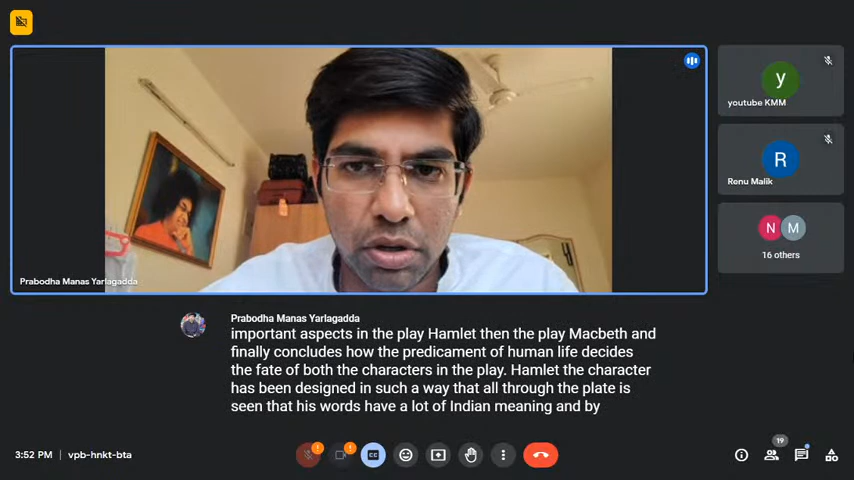 y
youtube KMM
R
Renu Malik
N M
16 others
Prabodha Manas Yarlagadda
Prabodha Manas Yarlagadda
important aspects in the play Hamlet then the play Macbeth and
finally concludes how the predicament of human life decides
the fate of both the characters in the play. Hamlet the character
has been designed in such a way that all through the plate is
seen that his words have a lot of Indian meaning and by
3:52 PM | vpb-hnkt-bta
CC
19